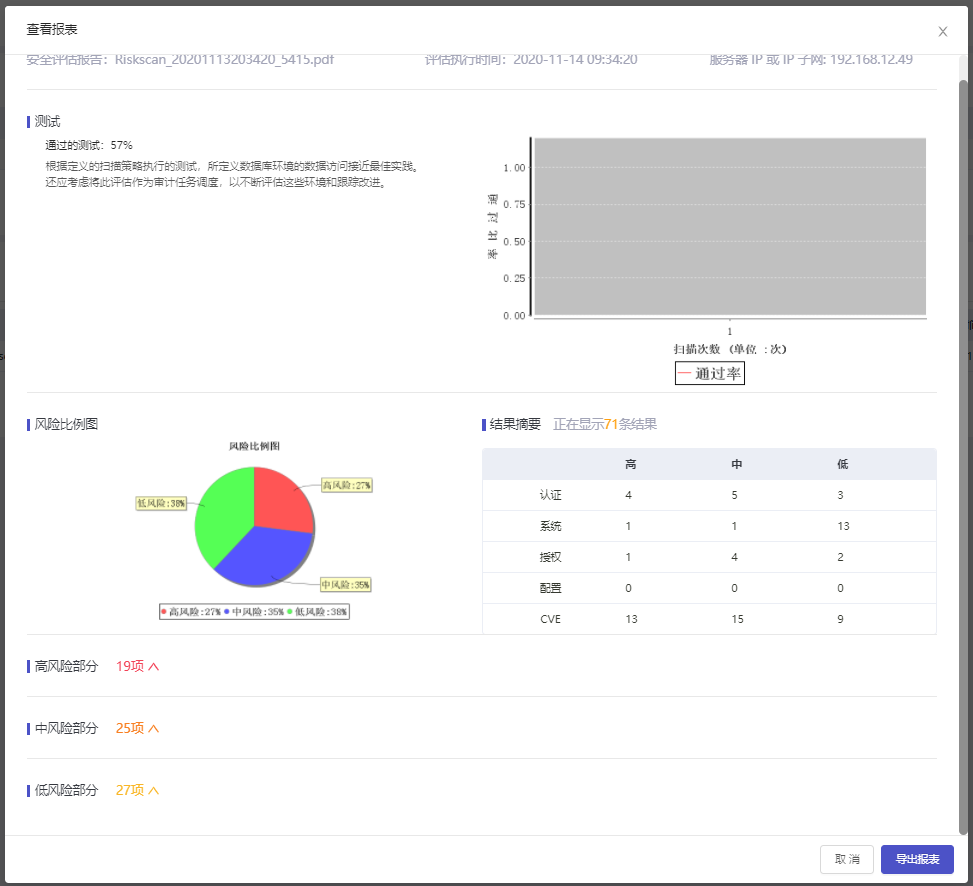 查看报表
安全评估报告：Riskscan_20201113203420_5415.pdf
评估执行时间：2020-11-14 09:34:20
服务器 IP 或 IP 子网: 192.168.12.49
测试
通过的测试：57%
根据定义的扫描策略执行的测试，所定义数据库环境的数据访问接近最佳实践。
还应考虑将此评估作为审计任务调度，以不断评估这些环境和跟踪改进。
通过比率
1.00
0.75
0.50
0.25
0.00
1
扫描次数（单位：次）
通过率
风险比例图
风险比例图
高风险:27%
低风险:38%
中风险:35%
高风险:27% 中风险:35% 低风险:38%
结果摘要 正在显示71条结果
高 中 低
认证 4 5 3
系统 1 1 13
授权 1 4 2
配置 0 0 0
CVE 13 15 9
高风险部分 19项
中风险部分 25项
低风险部分 27项
取 消
导出报表